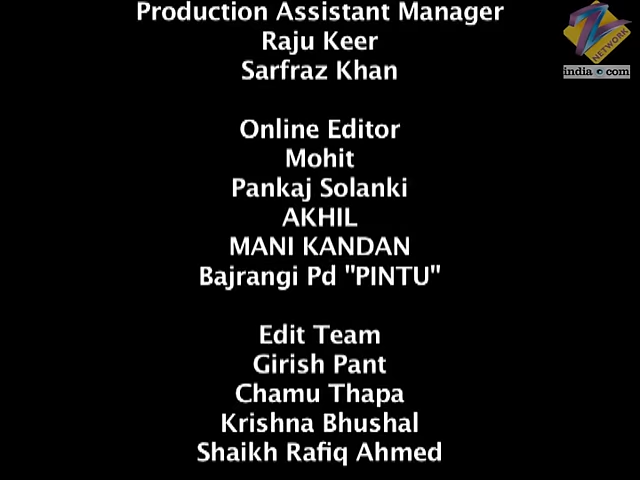 Production Assistant Manager
Raju Keer
Sarfraz Khan
Online Editor
Mohit
Pankaj Solanki
AKHIL
MANI KANDAN
Bajrangi Pd "PINTU"
Edit Team
Girish Pant
Chamu Thapa
Krishna Bhushal
Shaikh Rafiq Ahmed
Z NETWORK
india.com